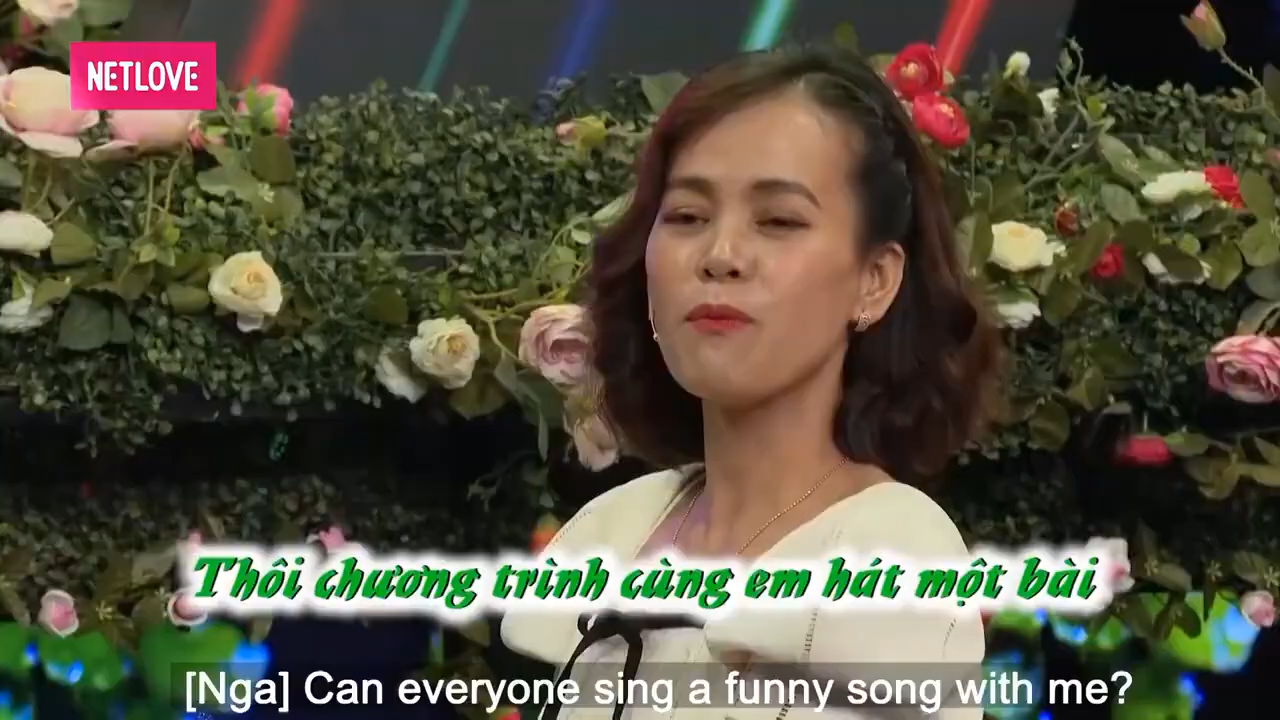 NETLOVE
Thôi chương trình cùng em hát một bài
[Nga] Can everyone sing a funny song with me?